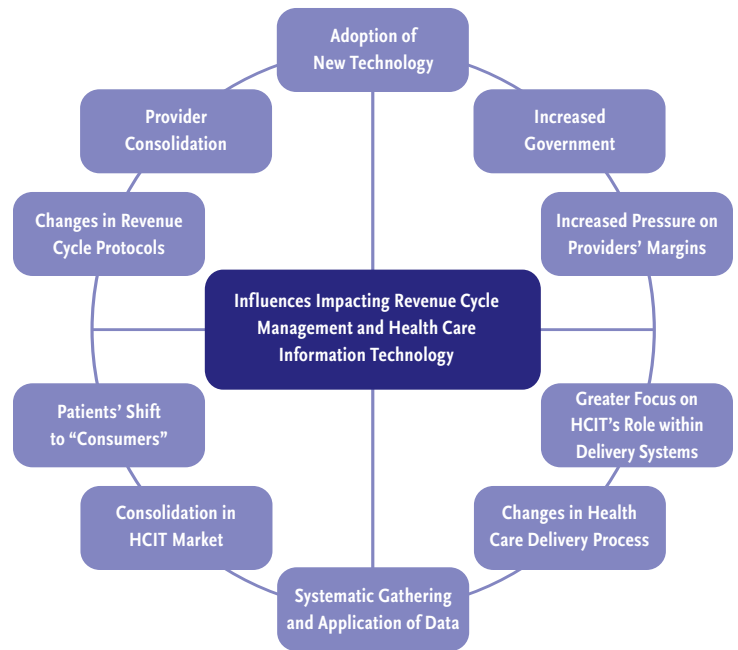 Adoption of
New Technology
Provider
Consolidation
Increased
Government
Changes in Revenue
Cycle Protocols
Increased Pressure on
Providers’ Margins
Influences Impacting Revenue Cycle
Management and Health Care
Information Technology
Patients’ Shift
to “Consumers”
Greater Focus on
HCIT’s Role within
Delivery Systems
Consolidation in
HCIT Market
Changes in Health
Care Delivery Process
Systematic Gathering
and Application of Data